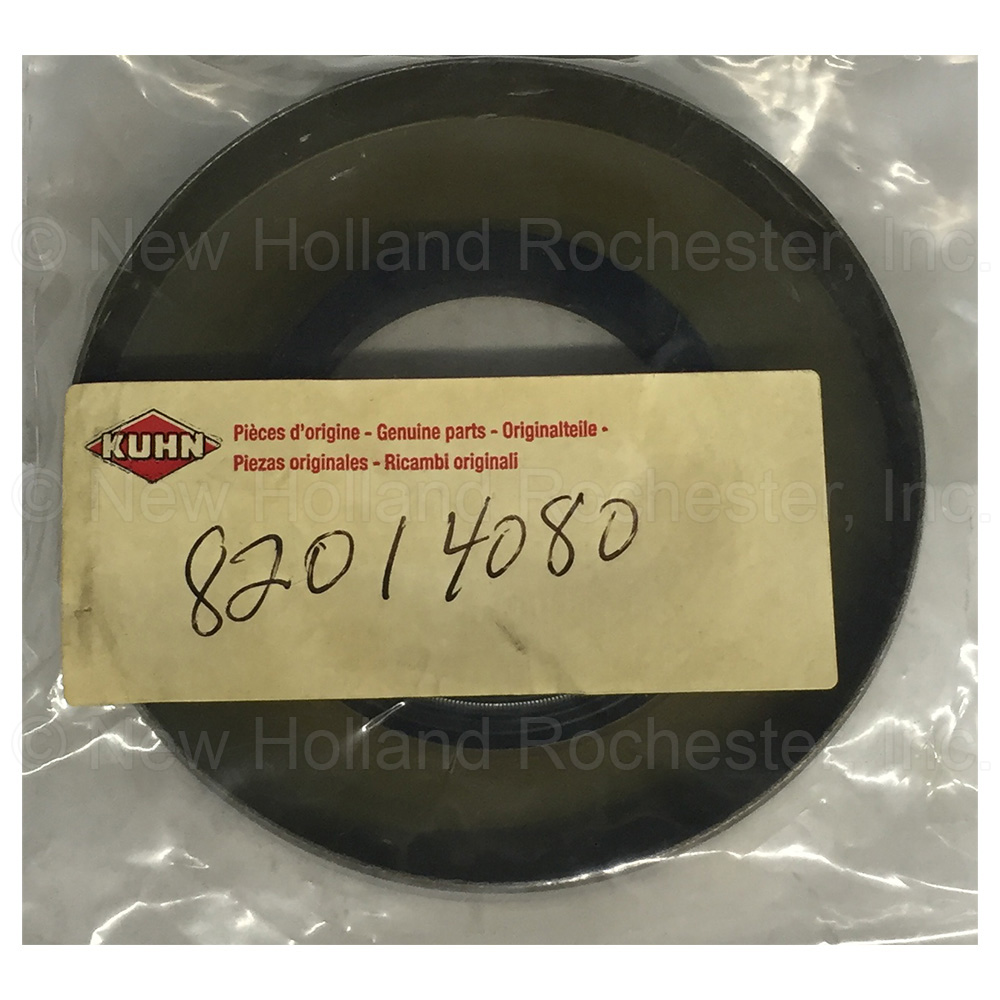 © New Holland Rochester, Inc.
KUHN
Pièces d'origine - Genuine parts - Originalteile •
Piezas originales - Ricambi originali
© New Holland Rochester, Inc.
82014080
© New Holland Rochester, Inc.